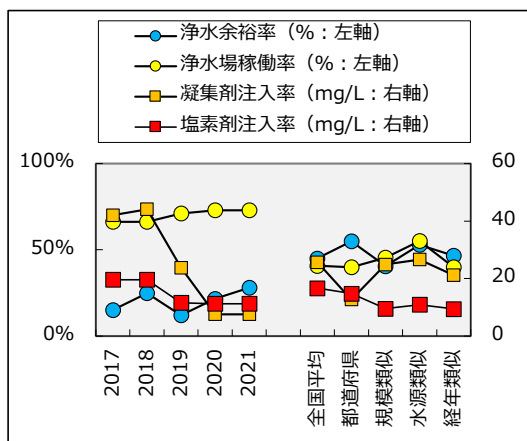 浄水余裕率（%：左軸）
浄水場稼働率（%：左軸）
凝集剤注入率（mg/L：右軸）
塩素剤注入率（mg/L：右軸）
100%
50%
0%
60
40
20
0
2017
2018
2019
2020
2021
全国平均
都道府県
規模類似
水源類似
経年類似